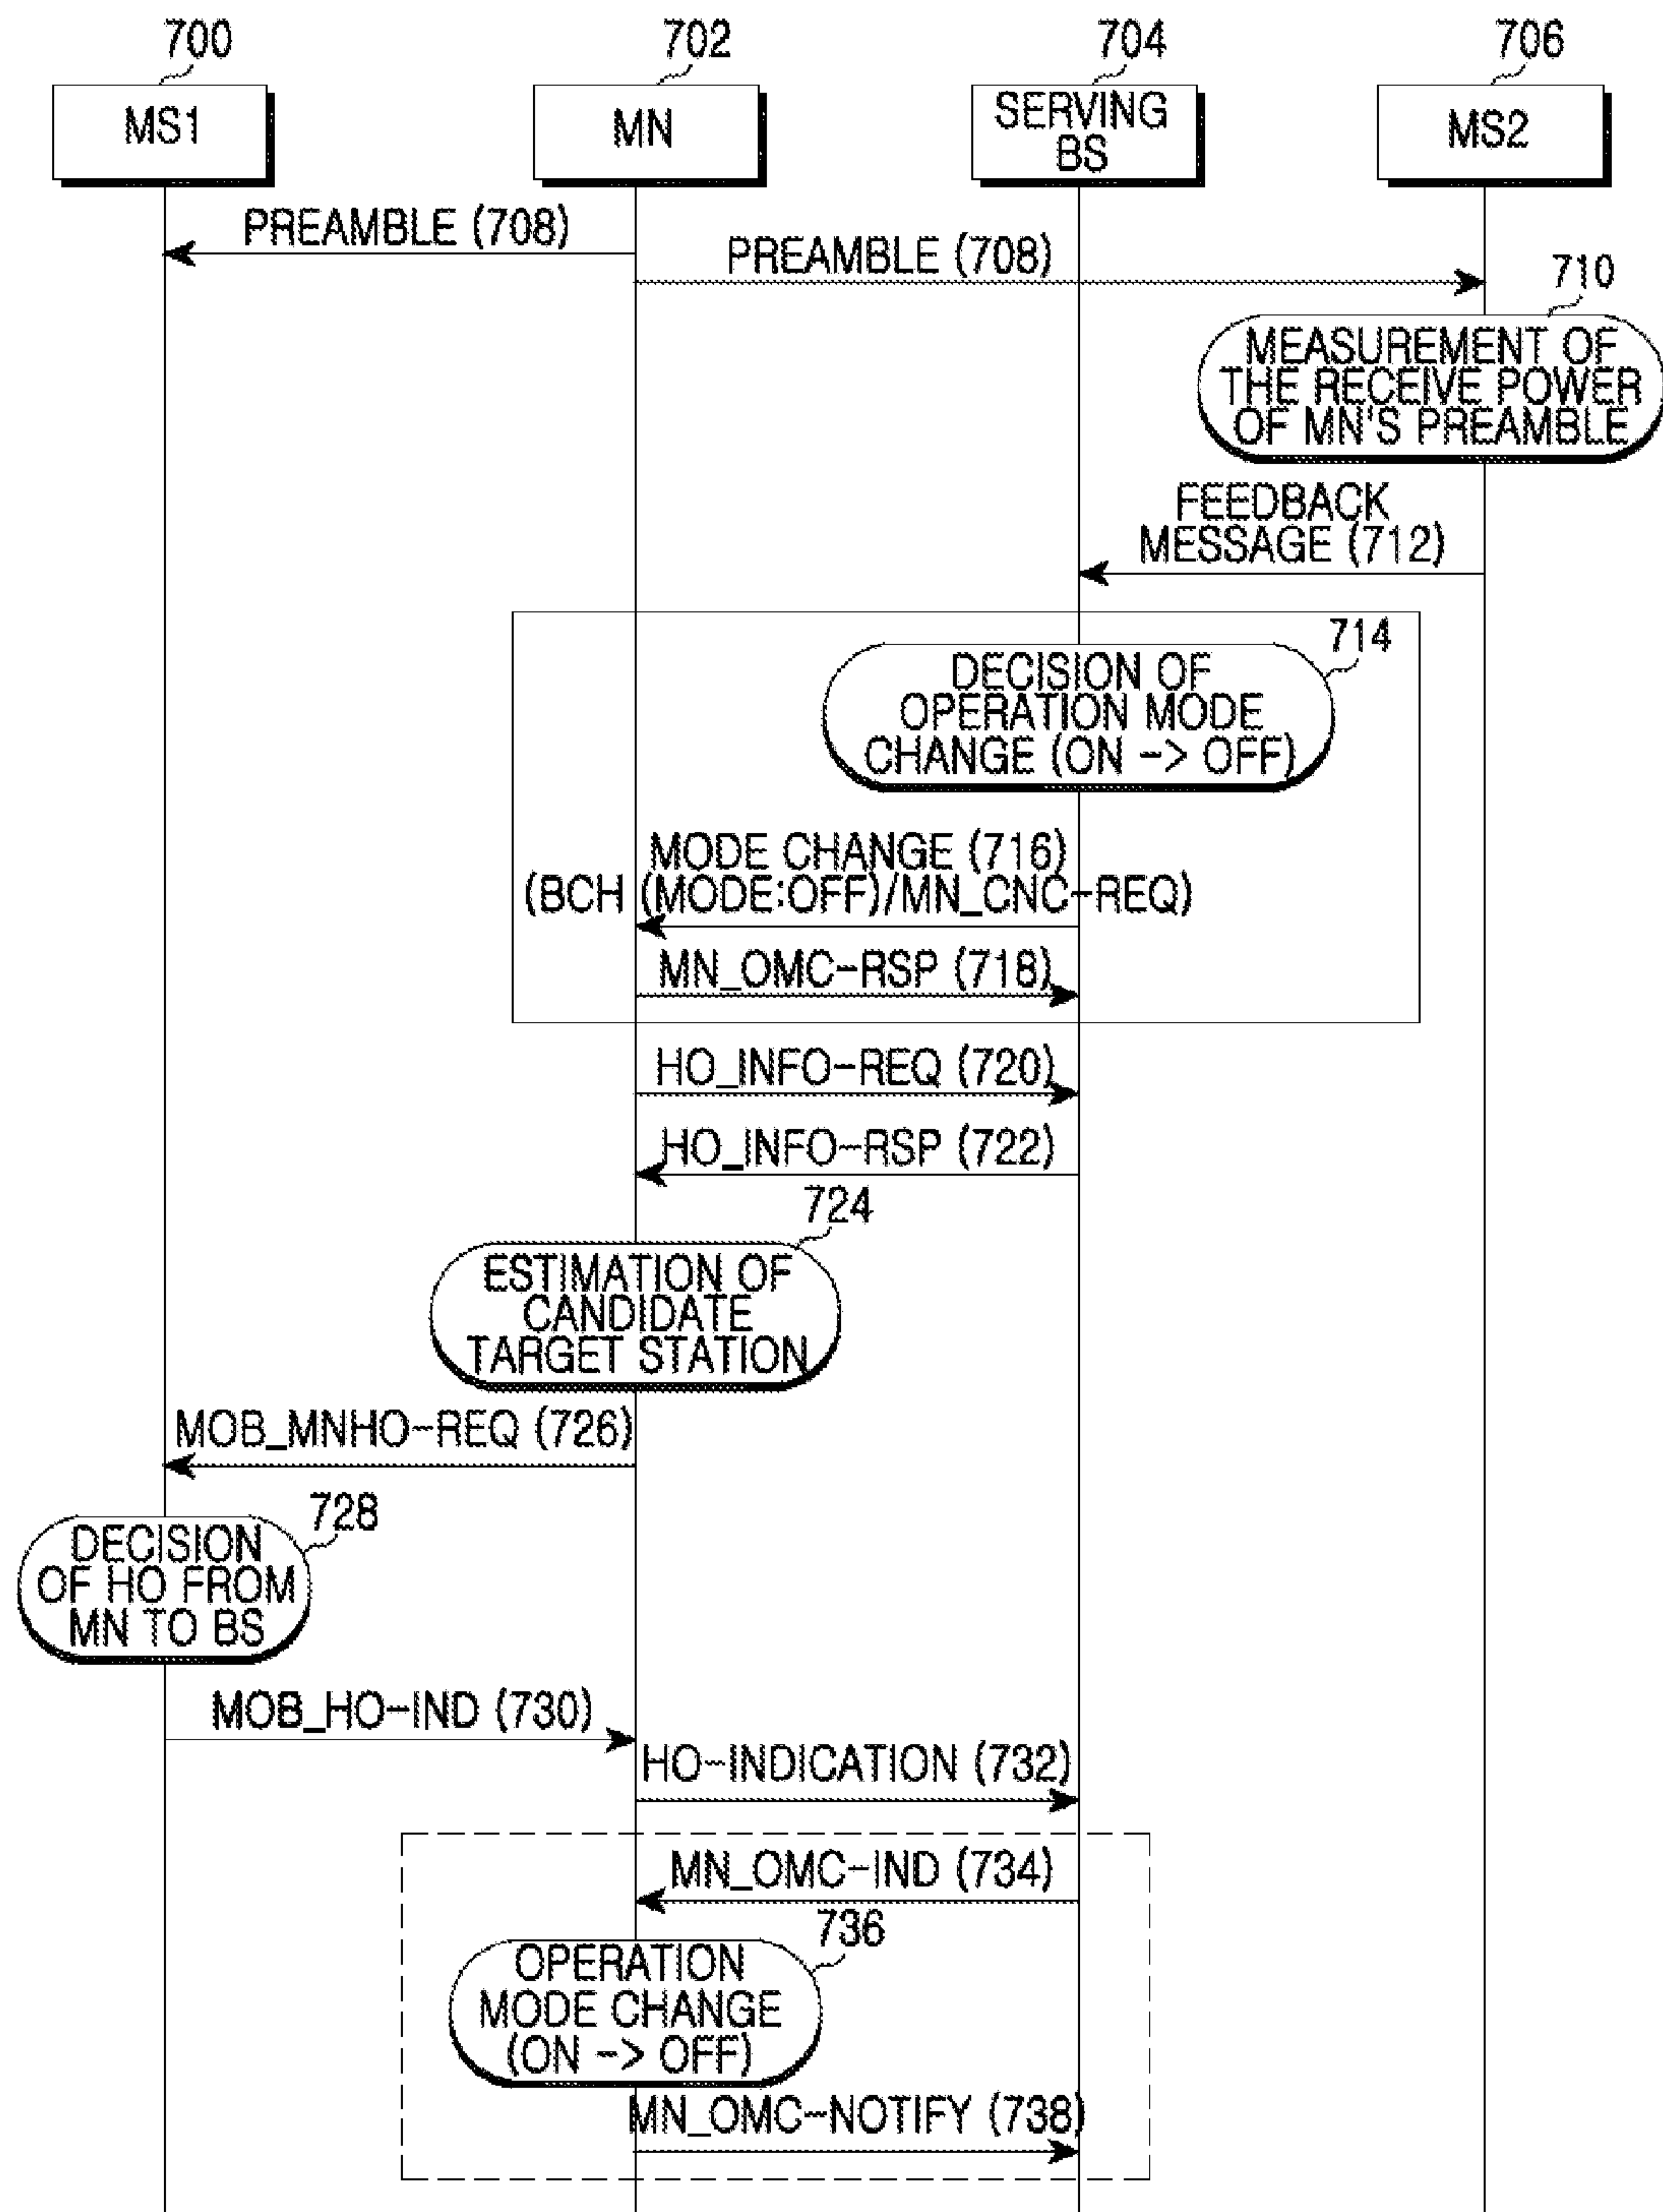 700
702
704
706
MS1
MN
SERVING
BS
MS2
PREAMBLE (708)
PREAMBLE (708)
710
MEASUREMENT OF
THE RECEIVE POWER
OF MN'S PREAMBLE
FEEDBACK
MESSAGE (712)
714
DECISION OF
OPERATION MODE
CHANGE (ON -> OFF)
MODE CHANGE (716)
(BCH (MODE:OFF)/MN_CNC-REQ)
MN_OMC-RSP (718)
HO_INFO-REQ (720)
HO_INFO-RSP (722)
724
ESTIMATION OF
CANDIDATE
TARGET STATION
MOB_MNHO-REQ (726)
728
DECISION
OF HO FROM
MN TO BS
MOB_HO-IND (730)
HO-INDICATION (732)
MN_OMC-IND (734)
736
OPERATION
MODE CHANGE
(ON -> OFF)
MN_OMC-NOTIFY (738)